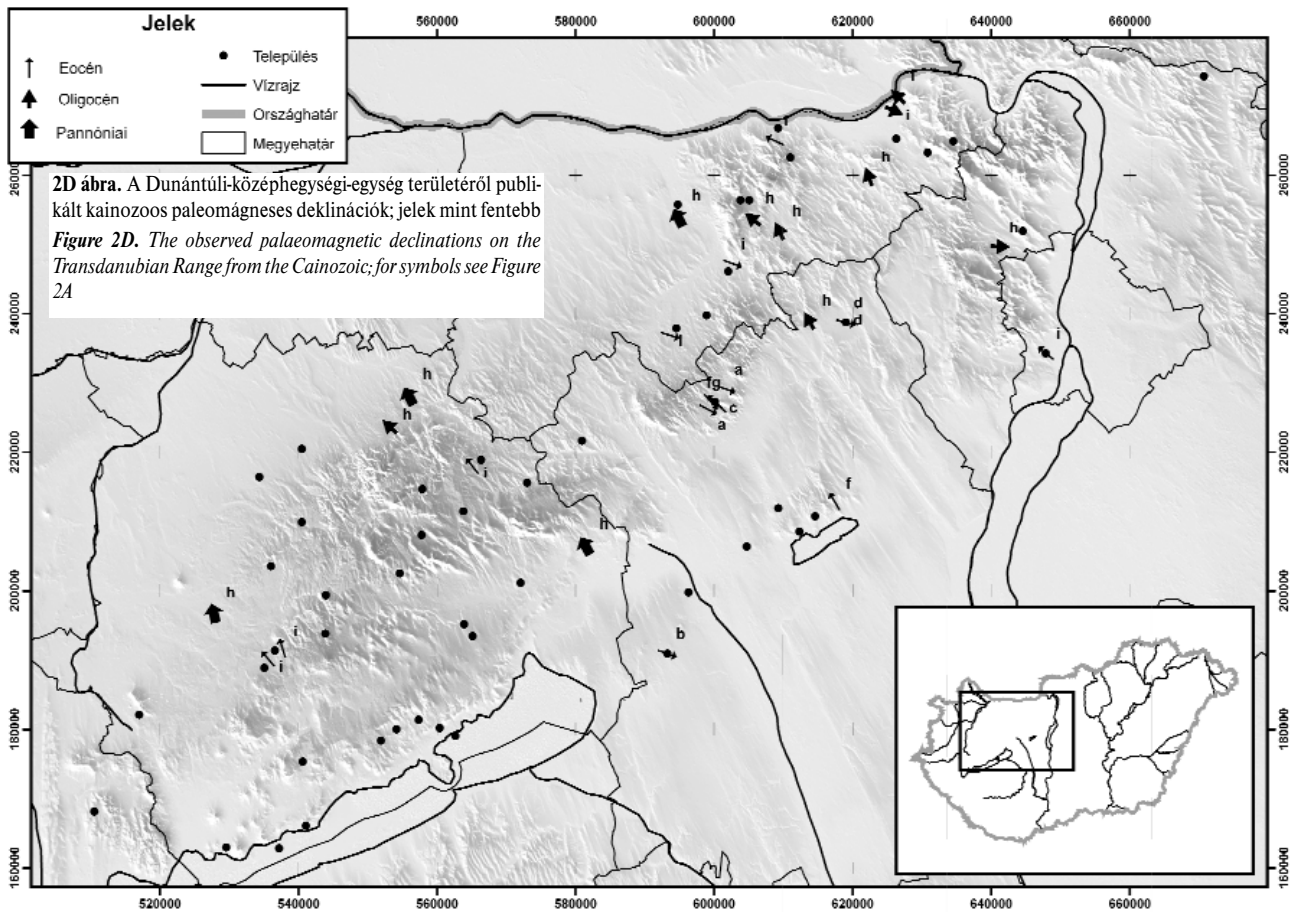 560000 580000 600000 620000 640000 660000
Jelek
Eocén
Oligocén
Pannóniai
Település
Vízrajz
Országhatár
Megyehatár
2D ábra. A Dunántúli-középhegységi-egység területéről publi-
kált kainozoos paleomágneses deklinációk; jelek mint fentebb
Figure 2D. The observed palaeomagnetic declinations on the
Transdanubian Range from the Cainozoic; for symbols see Figure
2A
260000
240000
220000
200000
180000
160000
i
i
h
h
h
h
h
i
h
d
d
i
a
fg
c
a
h
h
i
f
h
h
i
i
b
260000
240000
220000
200000
180000
160000
520000 540000 560000 580000 600000 620000 640000 660000